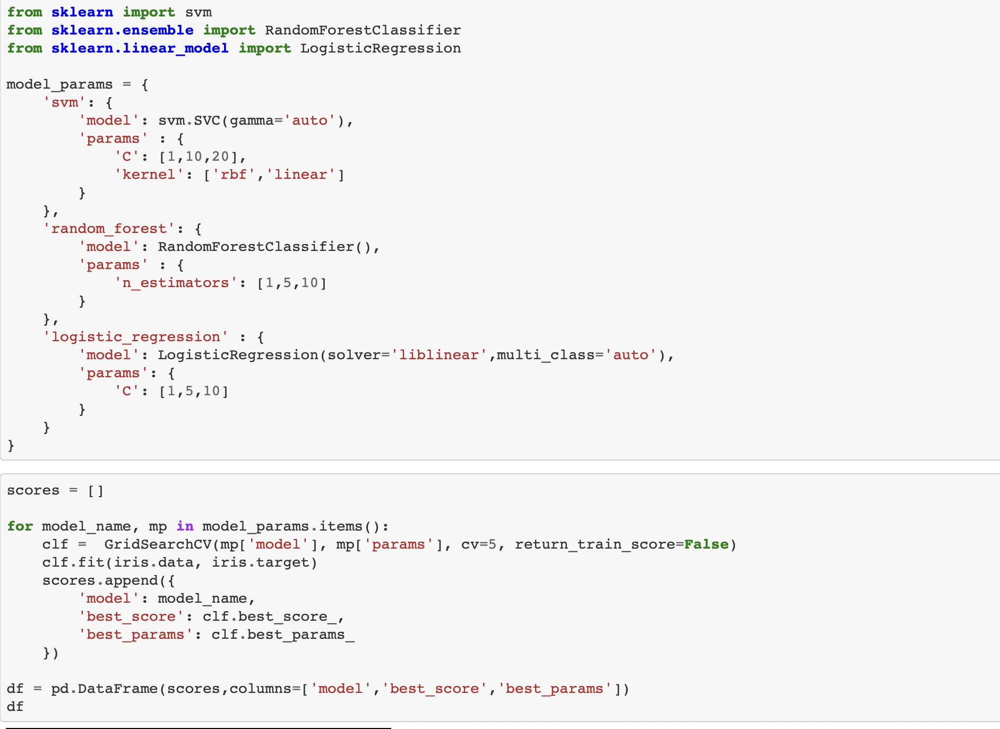 from sklearn import svm
from sklearn.ensemble import RandomForestClassifier
from sklearn.linear_model import LogisticRegression

model_params = {
    'svm': {
        'model': svm.SVC(gamma='auto'),
        'params' : {
            'C': [1,10,20],
            'kernel': ['rbf','linear']
        }
    },
    'random_forest': {
        'model': RandomForestClassifier(),
        'params' : {
            'n_estimators': [1,5,10]
        }
    },
    'logistic_regression' : {
        'model': LogisticRegression(solver='liblinear',multi_class='auto'),
        'params': {
            'C': [1,5,10]
        }
    }
}

scores = []

for model_name, mp in model_params.items():
    clf =  GridSearchCV(mp['model'], mp['params'], cv=5, return_train_score=False)
    clf.fit(iris.data, iris.target)
    scores.append({
        'model': model_name,
        'best_score': clf.best_score_,
        'best_params': clf.best_params_
    })

df = pd.DataFrame(scores,columns=['model','best_score','best_params'])
df